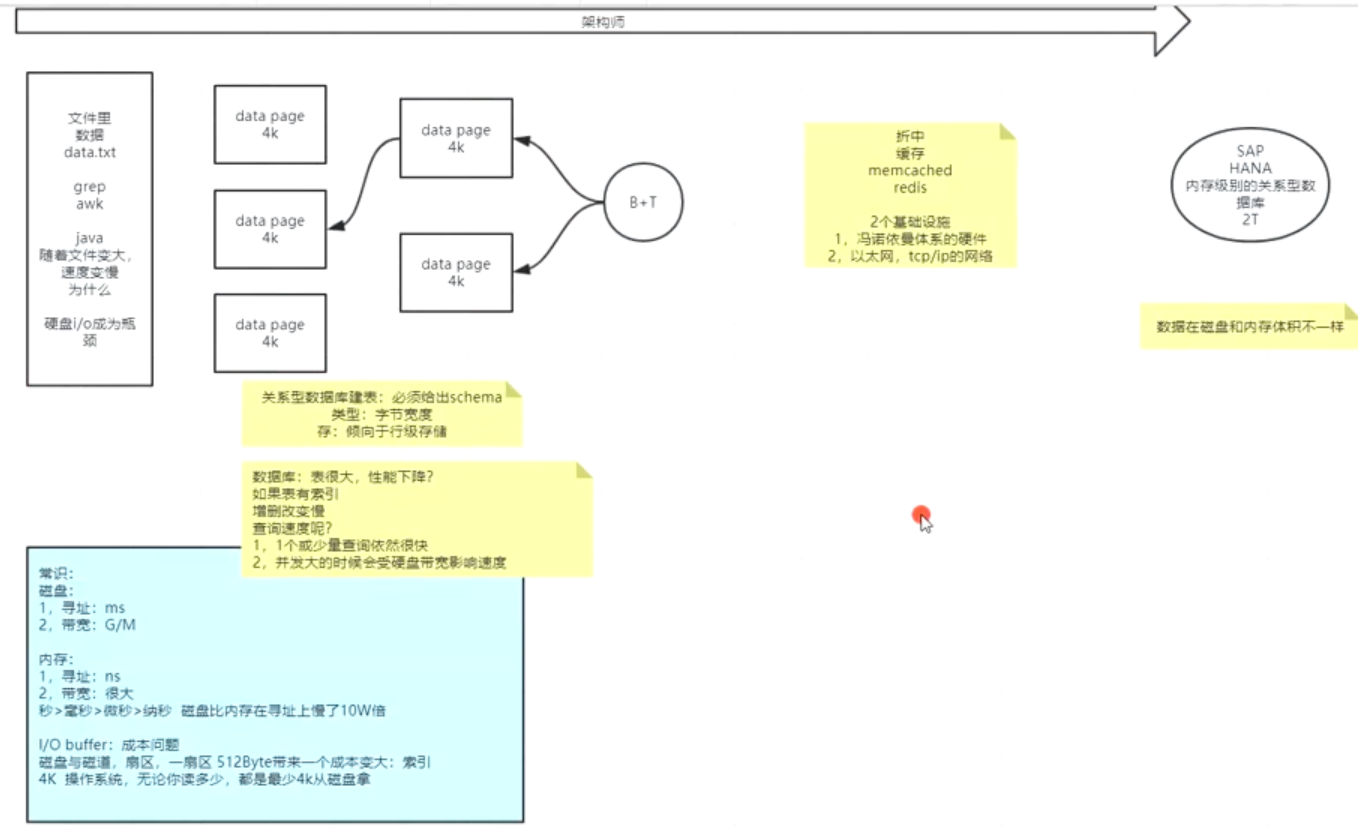 架构师
文件里
数据
data.txt
grep
awk
java
随着文件变大，
速度变慢
为什么
硬盘i/o成为瓶
颈
data page
4k
data page
4k
data page
4k
data page
4k
data page
4k
B+T
折中
缓存
memcached
redis
2个基础设施
1，冯诺依曼体系的硬件
2，以太网，tcp/ip的网络
SAP
HANA
内存级别的关系型数
据库
2T
数据在磁盘和内存体积不一样
关系型数据库建表：必须给出schema
类型：字节宽度
存：倾向于行级存储
数据库：表很大，性能下降？
如果表有索引
增删改变慢
查询速度呢？
1，1个或少量查询依然很快
2，并发大的时候会受硬盘带宽影响速度
常识：
磁盘：
1，寻址：ms
2，带宽：G/M
内存：
1，寻址：ns
2，带宽：很大
秒>毫秒>微秒>纳秒 磁盘比内存在寻址上慢了10W倍
I/O buffer：成本问题
磁盘与磁道，扇区，一扇区 512Byte带来一个成本变大：索引
4K 操作系统，无论你读多少，都是最少4k从磁盘拿